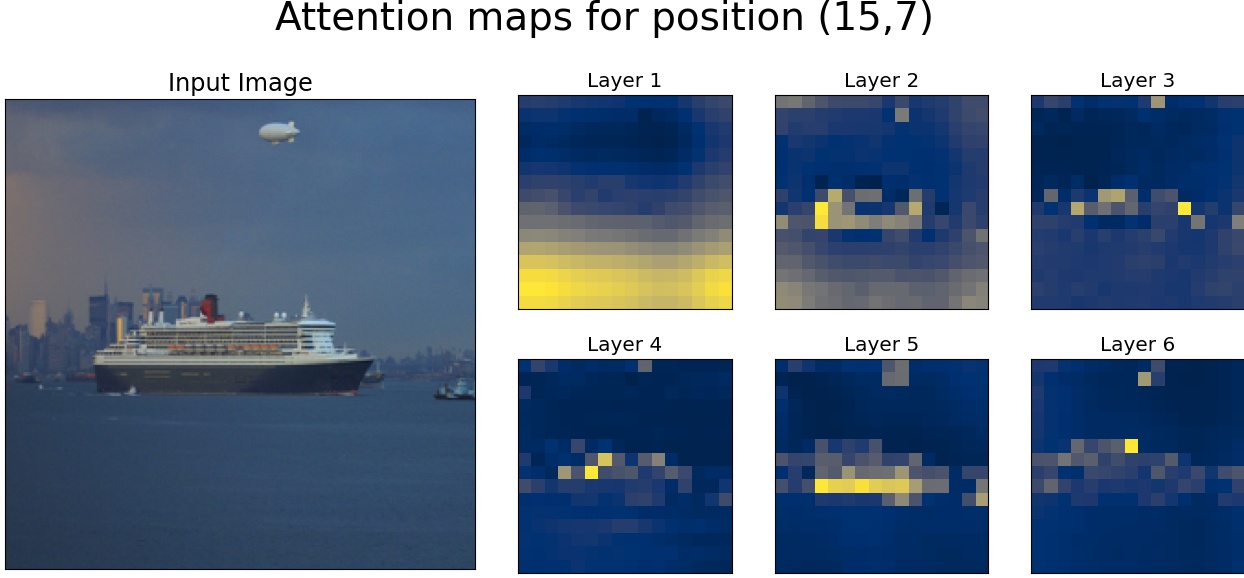 Attention maps for position (15,7)
Input Image
Layer 1
Layer 2
Layer 3
Layer 4
Layer 5
Layer 6